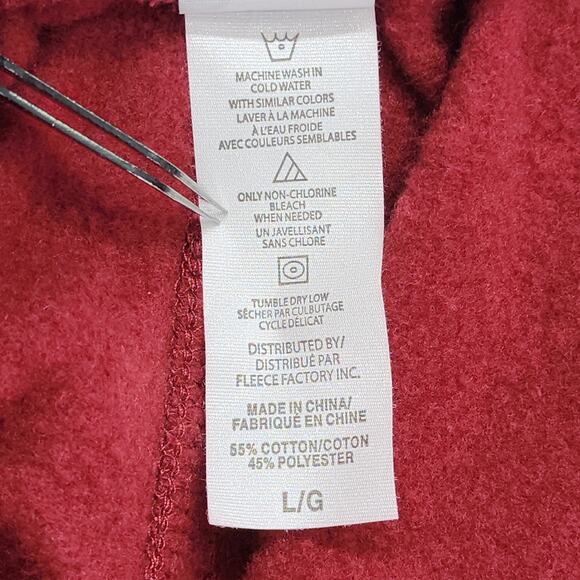 MACHINE WASH IN
COLD WATER
WITH SIMILAR COLORS
LAVER À LA MACHINE
À L'EAU FROIDE
AVEC COULEURS SEMBLABLES
ONLY NON-CHLORINE
BLEACH
WHEN NEEDED
UN JAVELLISANT
SANS CHLORE
TUMBLE DRY LOW
SÉCHER PAR CULBUTAGE
CYCLE DÉLICAT
DISTRIBUTED BY/
DISTRIBUÉ PAR
FLEECE FACTORY INC.
MADE IN CHINA/
FABRIQUÉ EN CHINE
55% COTTON/COTON
45% POLYESTER
L/G